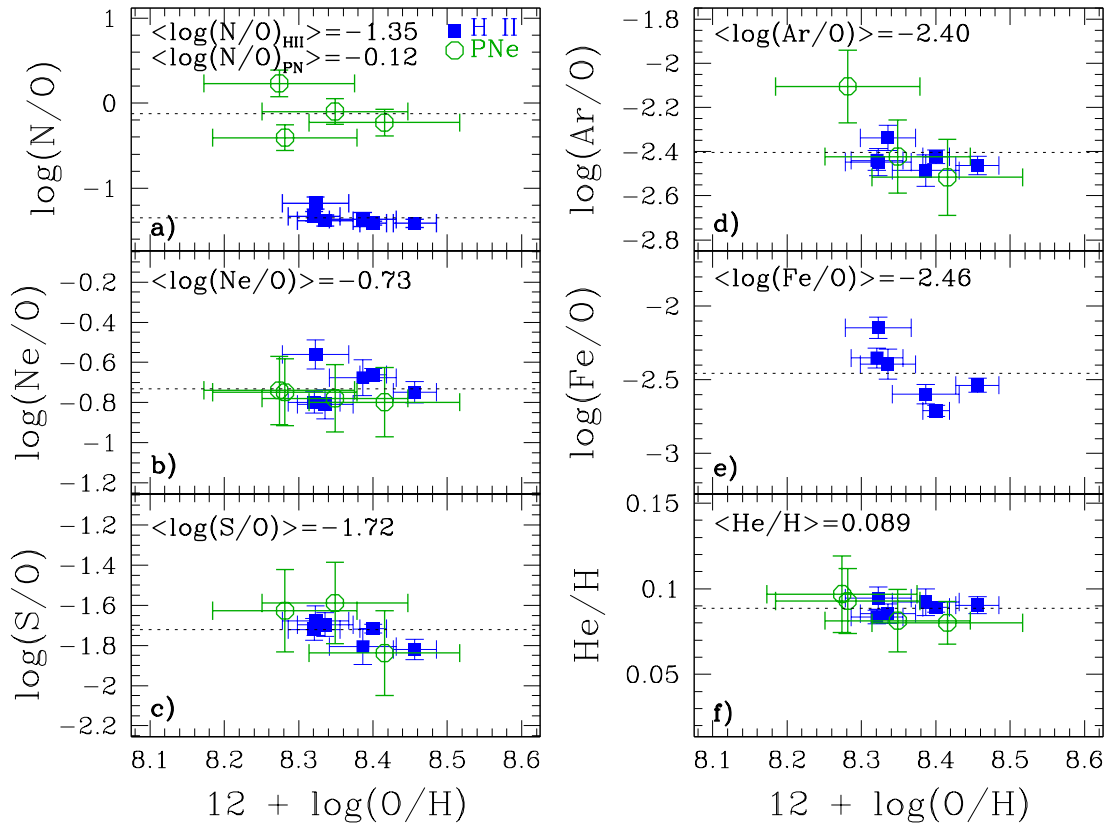 <log(N/O)HII>=−1.35
<log(N/O)PN>=−0.12
H II
PNe
log(N/O)
0
−1
a)
<log(Ne/O)>=−0.73
log(Ne/O)
−0.2
−0.4
−0.6
−0.8
−1
−1.2
b)
<log(S/O)>=−1.72
log(S/O)
−1.2
−1.4
−1.6
−1.8
−2
−2.2
c)
8.1 8.2 8.3 8.4 8.5 8.6
12 + log(O/H)
<log(Ar/O)>=−2.40
log(Ar/O)
−1.8
−2
−2.2
−2.4
−2.6
−2.8
d)
<log(Fe/O)>=−2.46
log(Fe/O)
−2
−2.5
−3
e)
<He/H>=0.089
He/H
0.15
0.1
0.05
f)
8.1 8.2 8.3 8.4 8.5 8.6
12 + log(O/H)